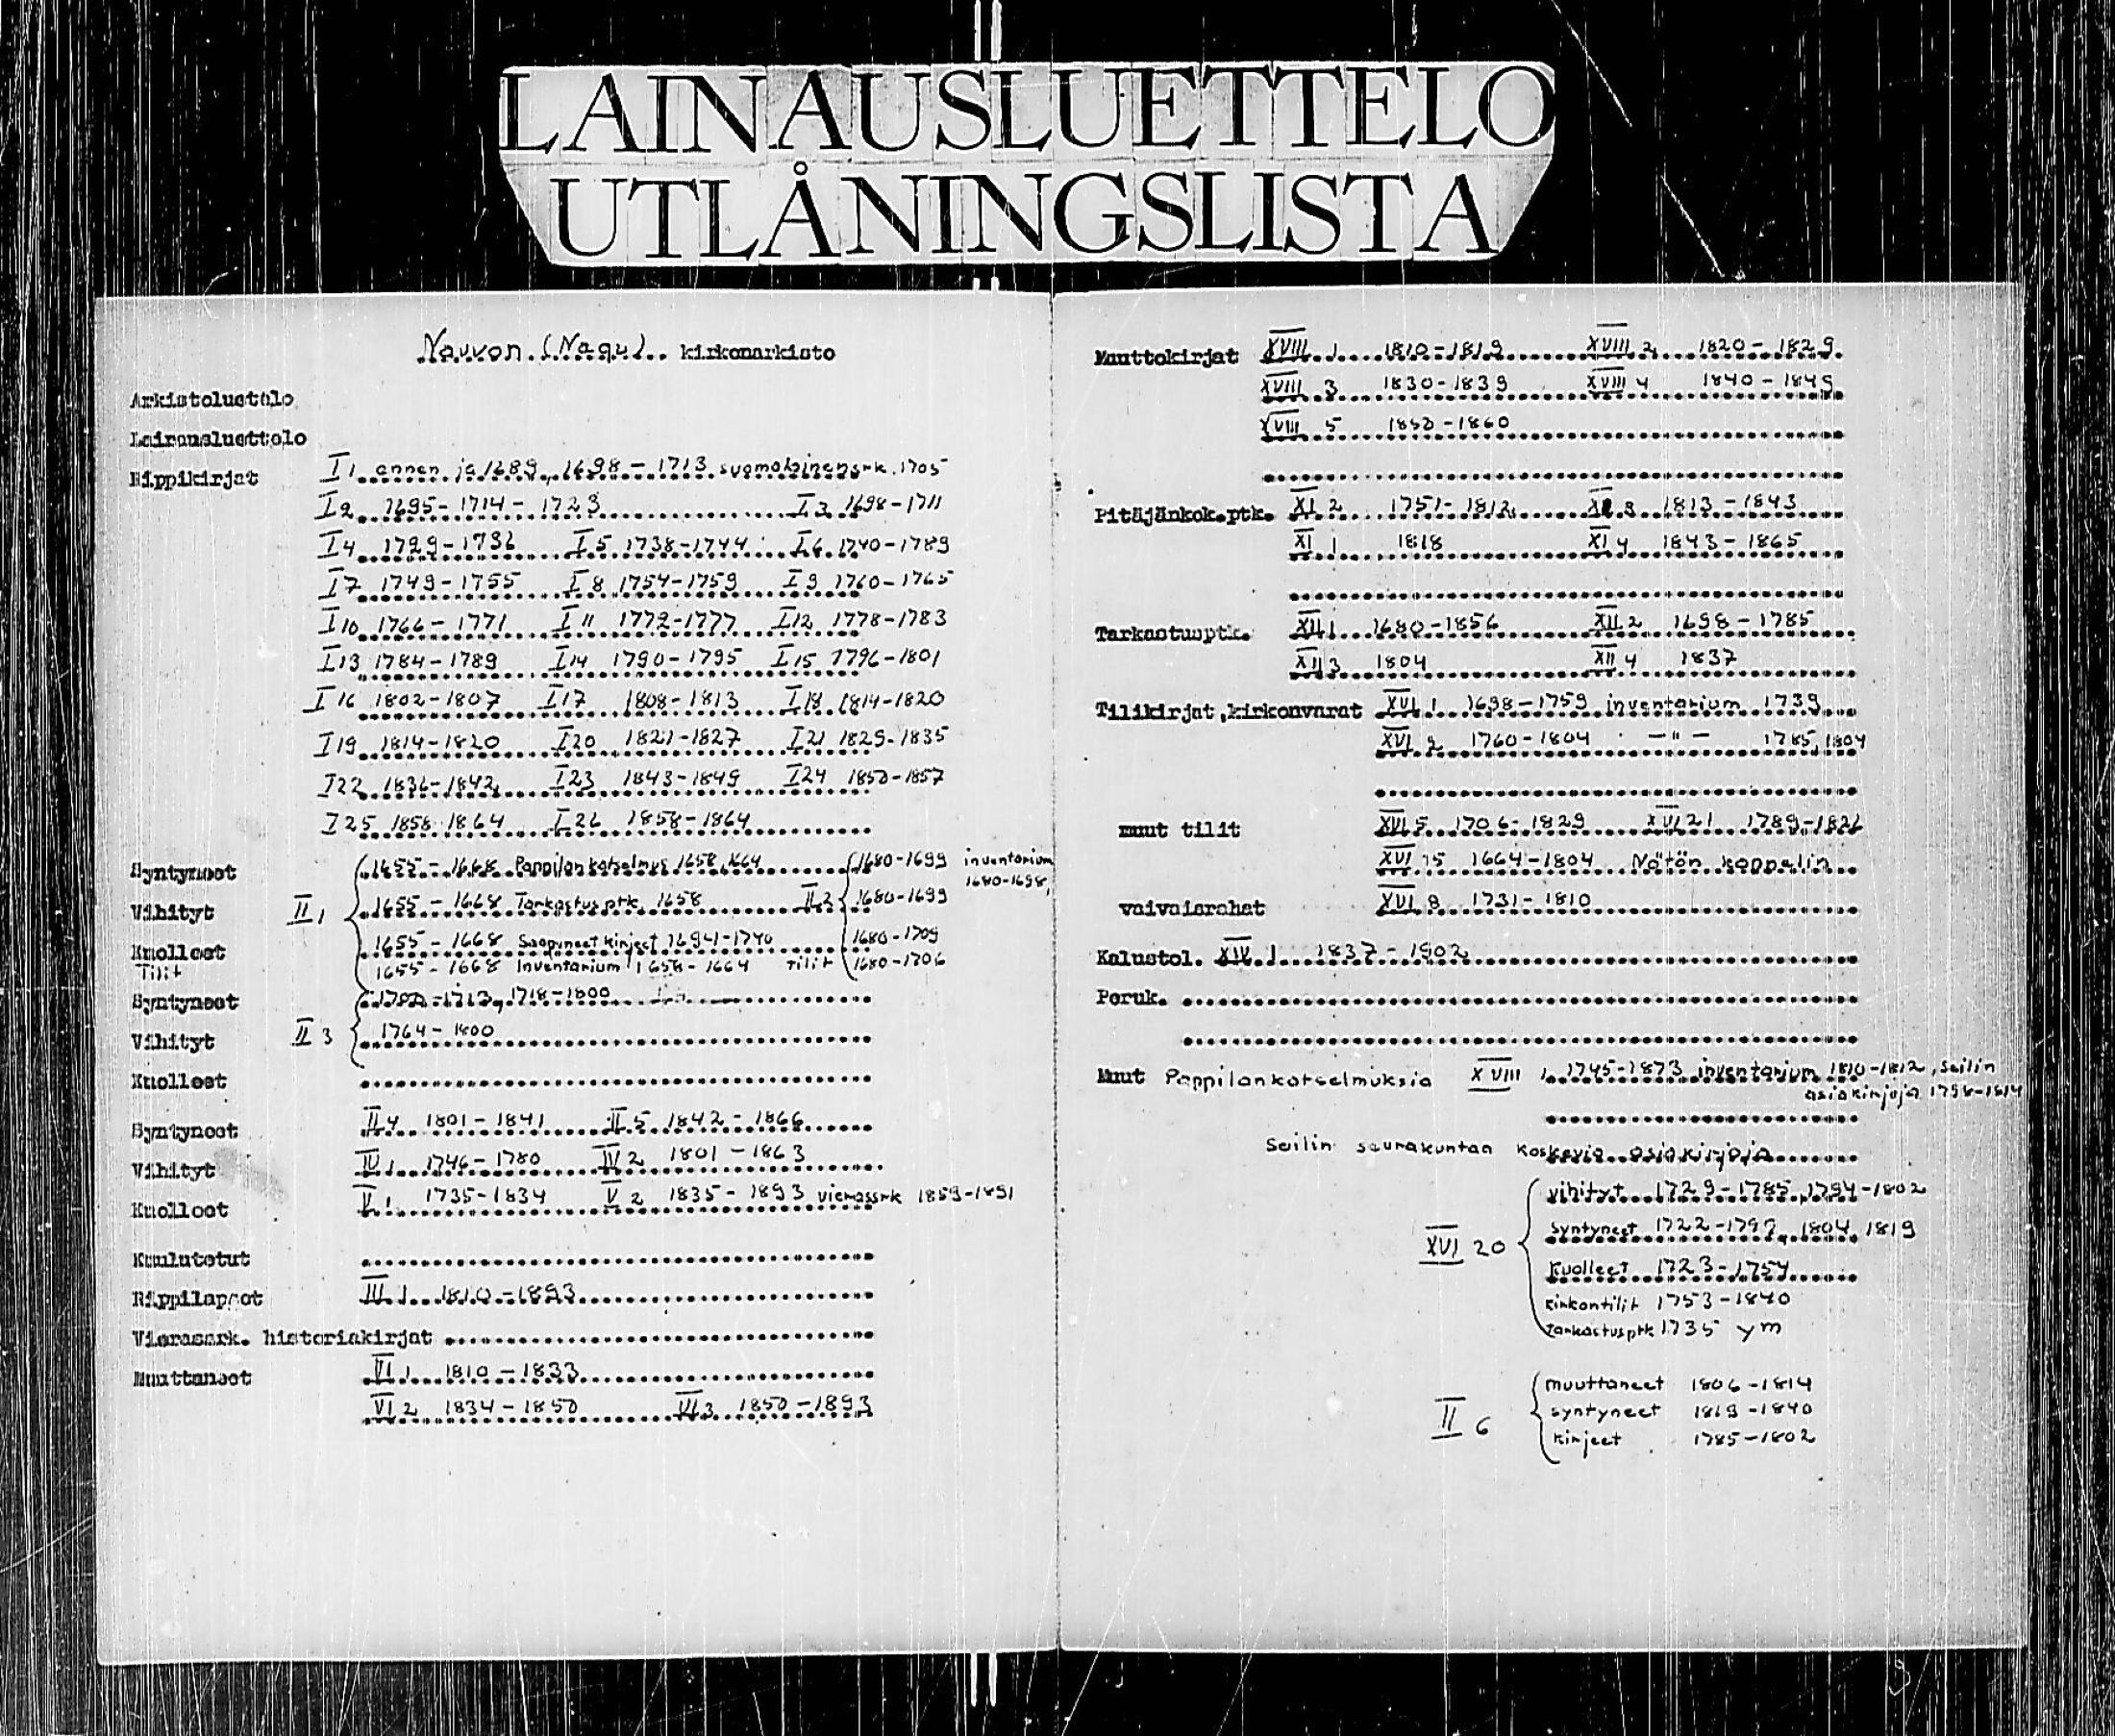 LAINAUSLUETTELO
UTLÅNINGSLISTA
Nauvon (Nagu) kirkonarkisto
Arkistoluettelo
Lainausluettelo
Rippikirjat I 1 ennen ja 1689, 1698-1713 suomalainensrk. 1705
I 2 1695-1714-1723 I 3 1698-1711
I 4 1729-1736 I 5 1738-1744 I 6 1740-1789
I 7 1749-1755 I 8 1754-1759 I 9 1760-1765
I 10 1766-1771 I 11 1772-1777 I 12 1778-1783
I 13 1784-1789 I 14 1790-1795 I 15 1796-1801
I 16 1802-1807 I 17 1808-1813 I 18 1814-1820
I 19 1814-1820 I 20 1821-1827 I 21 1829-1835
I 22 1836-1842 I 23 1843-1849 I 24 1850-1857
I 25 1858-1864 I 26 1858-1864
Syntyneet 1655-1668 Pappilan katselmus 1658, 1664 1680-1699 inventarium 1680-1698
Vihityt II 1 1655-1668 Tarkastusptk. 1658 II 2 1680-1699
Kuolleet 1655-1668 Saapuneet kirjeet 1694-1740 1680-1709
Tilit 1655-1668 Inventarium 1658-1664 Tilit 1680-1706
Syntyneet 1700-1713, 1718-1800
Vihityt II 3 1764-1800
Kuolleet
Syntyneet II 4 1801-1841 II 5 1842-1866
Vihityt IV 1 1746-1780 IV 2 1801-1863
Kuolleet V 1 1735-1834 V 2 1835-1893 vierassrk 1859-1891
Kuulutetut
Rippilapset III 1 1810-1893
Vierassrk. historiakirjat
Muuttaneet VI 1 1810-1833
VI 2 1834-1850 VI 3 1850-1893
Muuttokirjat XVIII 1 1810-1819 XVIII 2 1820-1829
XVIII 3 1830-1839 XVIII 4 1840-1849
XVIII 5 1850-1860
Pitäjänkok.ptk. XI 2 1751-1812 XI 3 1813-1843
XI 1 1818 XI 4 1843-1865
Tarkastusptk. XII 1 1680-1856 XII 2 1698-1785
XII 3 1804 XII 4 1837
Tilikirjat, kirkonvarat XVI 1 1698-1759 inventarium 1739
XVI 2 1760-1804 -"- 1785, 1804
muut tilit XVI 5 1706-1829 XVI 21 1789-1826
XVI 15 1664-1804 Nötön kappelin
vaivaisrahat XVI 8 1731-1810
Kalustol. XIV 1 1837-1902
Peruk.
Muut Pappilankatselmuksia XVIII 1 1745-1873 inventarium 1810-1812, Seilin
asiakirjoja 1758-1814
Seilin seurakuntaa koskevia asiakirjoja
vihityt 1729-1785, 1794-1802
syntyneet 1722-1797, 1804, 1819
XVI 20
kuolleet 1723-1754
kirkontilit 1753-1840
tarkastusptk 1735 ym
muuttaneet 1806-1814
II 6 syntyneet 1819-1840
kirjeet 1785-1802